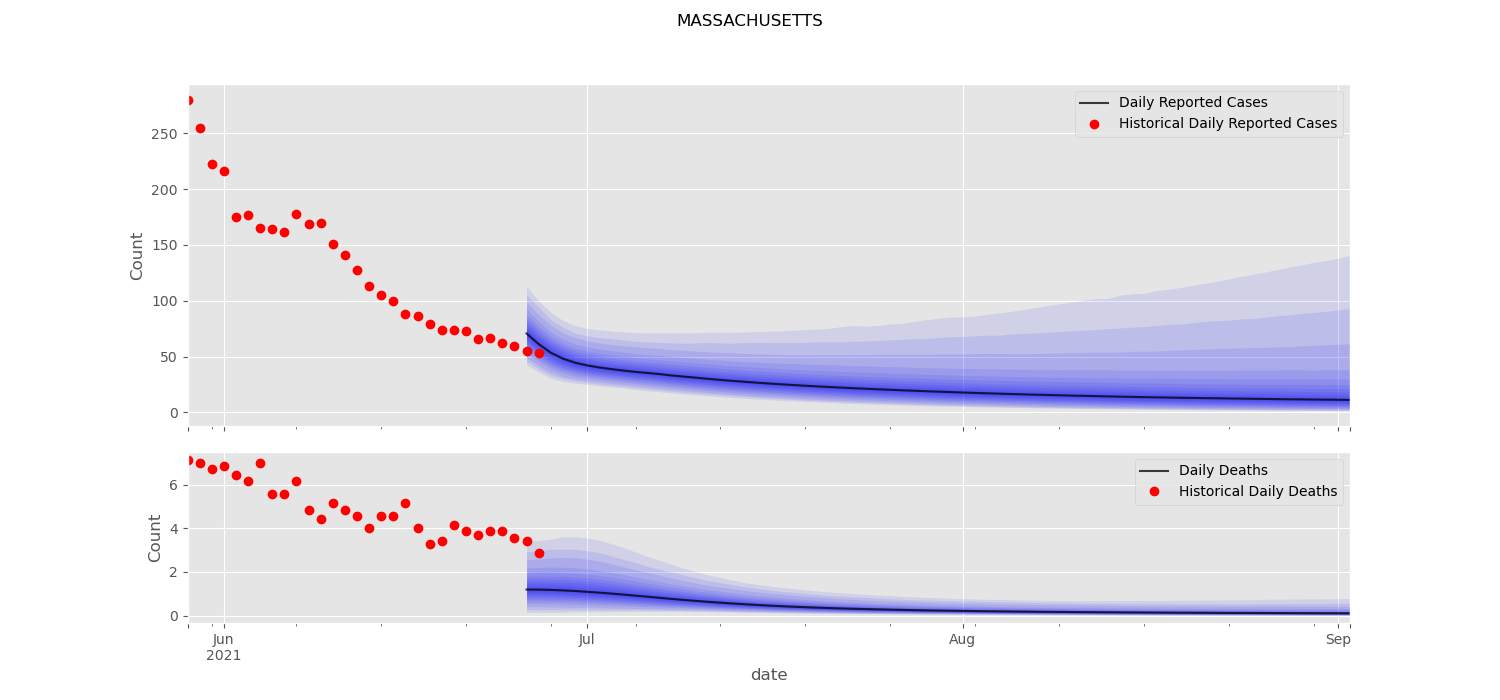 MASSACHUSETTS
Daily Reported Cases
Historical Daily Reported Cases
250
200
150
100
50
0
Count
Daily Deaths
Historical Daily Deaths
6
4
2
0
Count
Jun Jul Aug Sep
2021
date